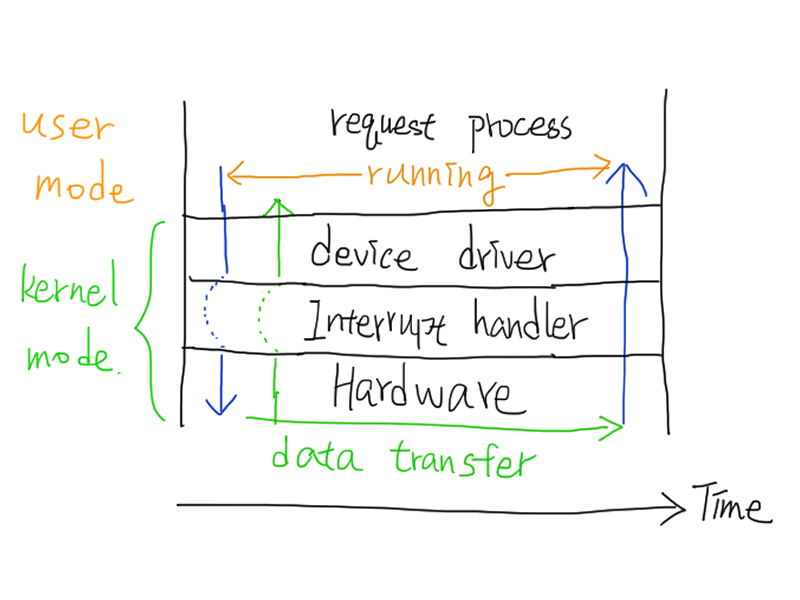 user
mode
request process
running
kernel
mode.
device driver
Interrupt handler
Hardware
data transfer
Time